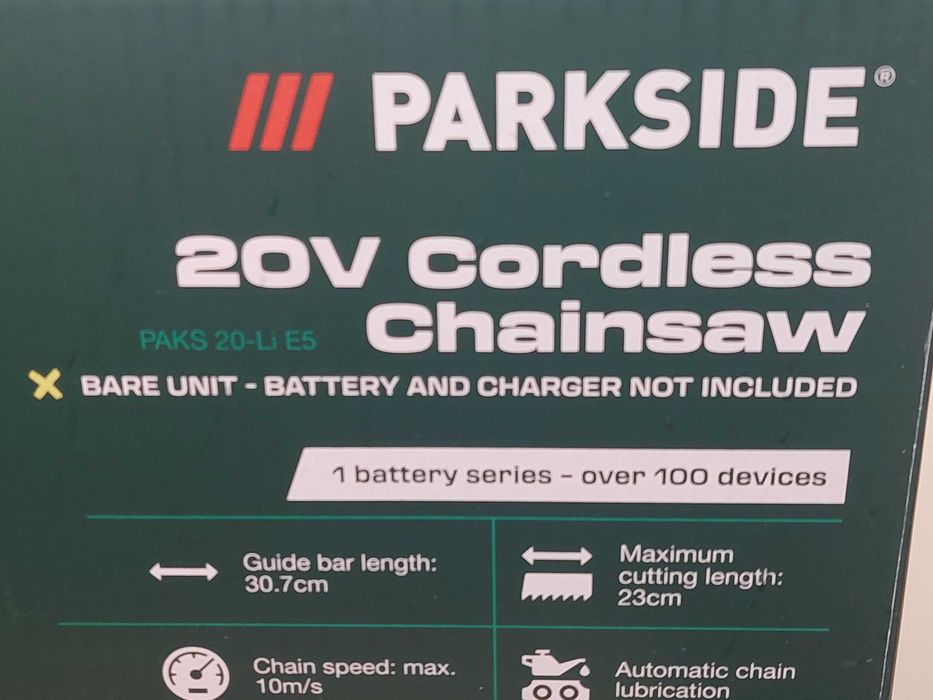 PARKSIDE®
20V Cordless
Chainsaw
PAKS 20-Li E5
BARE UNIT - BATTERY AND CHARGER NOT INCLUDED
1 battery series - over 100 devices
Guide bar length:
30.7cm
Maximum
cutting length:
23cm
Chain speed: max.
10m/s
Automatic chain
lubrication